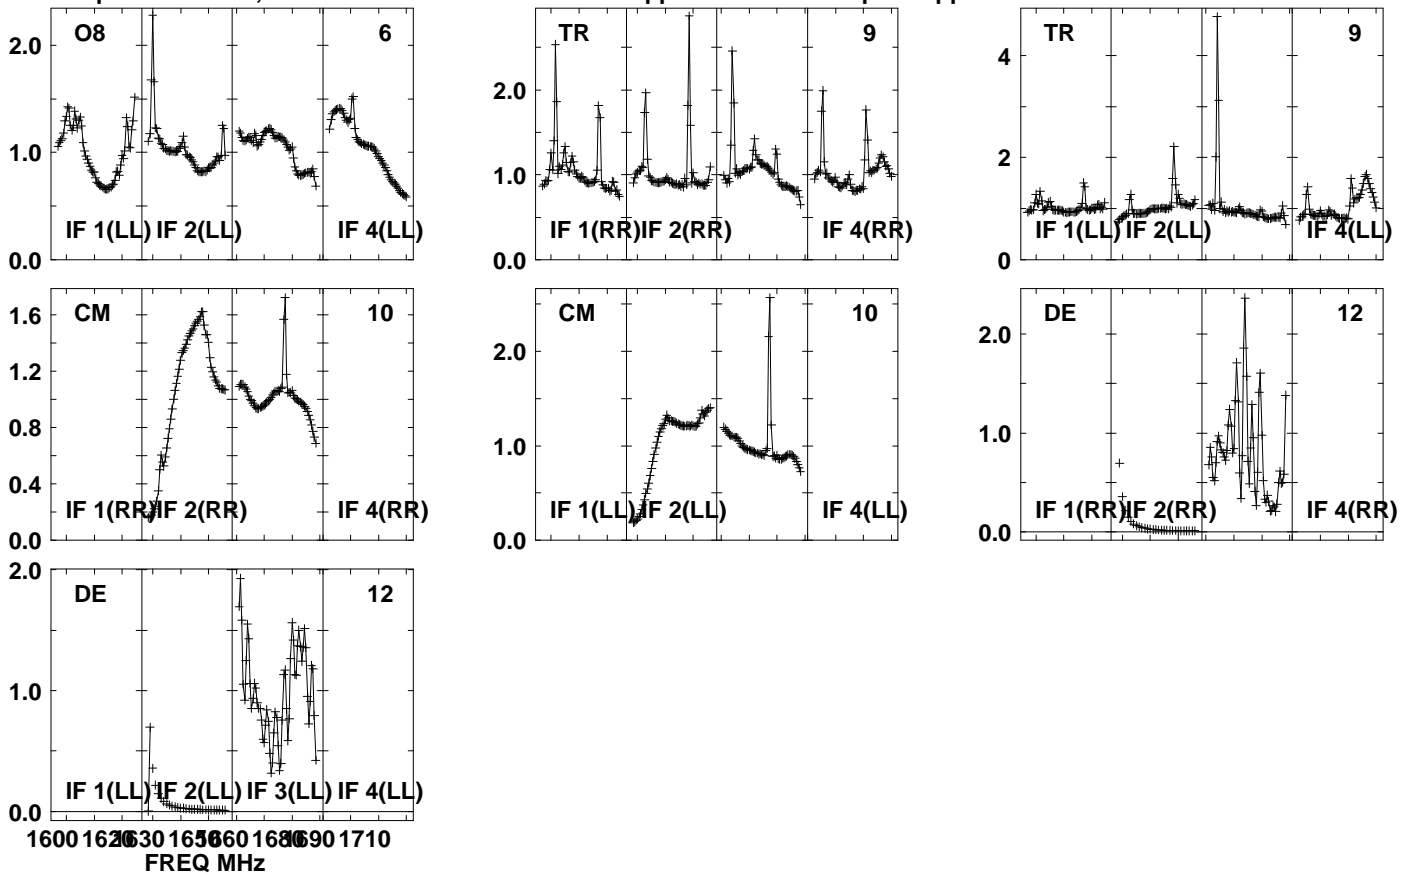 O8 6
2.0
1.0
0.0
IF 1(LL) IF 2(LL) IF 4(LL)
TR 9
2.0
1.0
0.0
IF 1(RR) IF 2(RR) IF 4(RR)
TR 9
4
2
0
IF 1(LL) IF 2(LL) IF 4(LL)
CM 10
1.6
1.2
0.8
0.4
0.0
IF 1(RR) IF 2(RR) IF 4(RR)
CM 10
2.0
1.0
0.0
IF 1(LL) IF 2(LL) IF 4(LL)
DE 12
2.0
1.0
0.0
IF 1(RR) IF 2(RR) IF 4(RR)
DE 12
2.0
1.0
0.0
IF 1(LL) IF 2(LL) IF 3(LL) IF 4(LL)
1600 1620 1630 1650 1660 1680 1690 1710
FREQ MHz